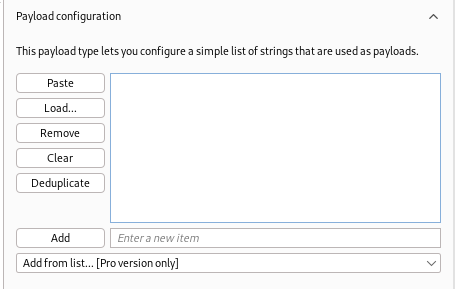 Payload configuration
This payload type lets you configure a simple list of strings that are used as payloads.
Paste
Load...
Remove
Clear
Deduplicate
Add
Enter a new item
Add from list... [Pro version only]